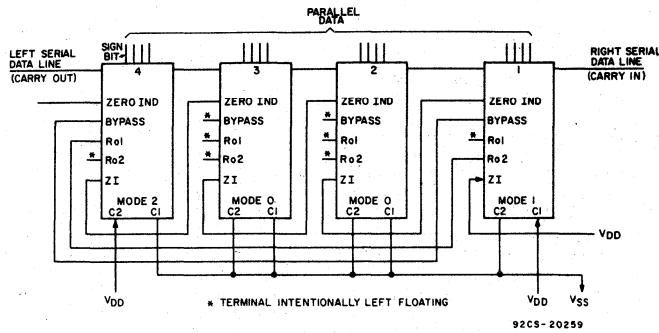 PARALLEL
DATA
LEFT SERIAL
DATA LINE
(CARRY OUT)
SIGN
BIT
RIGHT SERIAL
DATA LINE
(CARRY IN)
4
3
2
1
ZERO IND
BYPASS
Ro1
* Ro2
ZI
MODE 2
C2 C1
ZERO IND
* BYPASS
* Ro1
* Ro2
ZI
MODE 0
C2 C1
ZERO IND
* BYPASS
* Ro1
* Ro2
ZI
MODE 0
C2 C1
ZERO IND
BYPASS
* Ro1
Ro2
ZI
MODE 1
C2 C1
VDD
VDD
VDD
VSS
* TERMINAL INTENTIONALLY LEFT FLOATING
92CS-20259